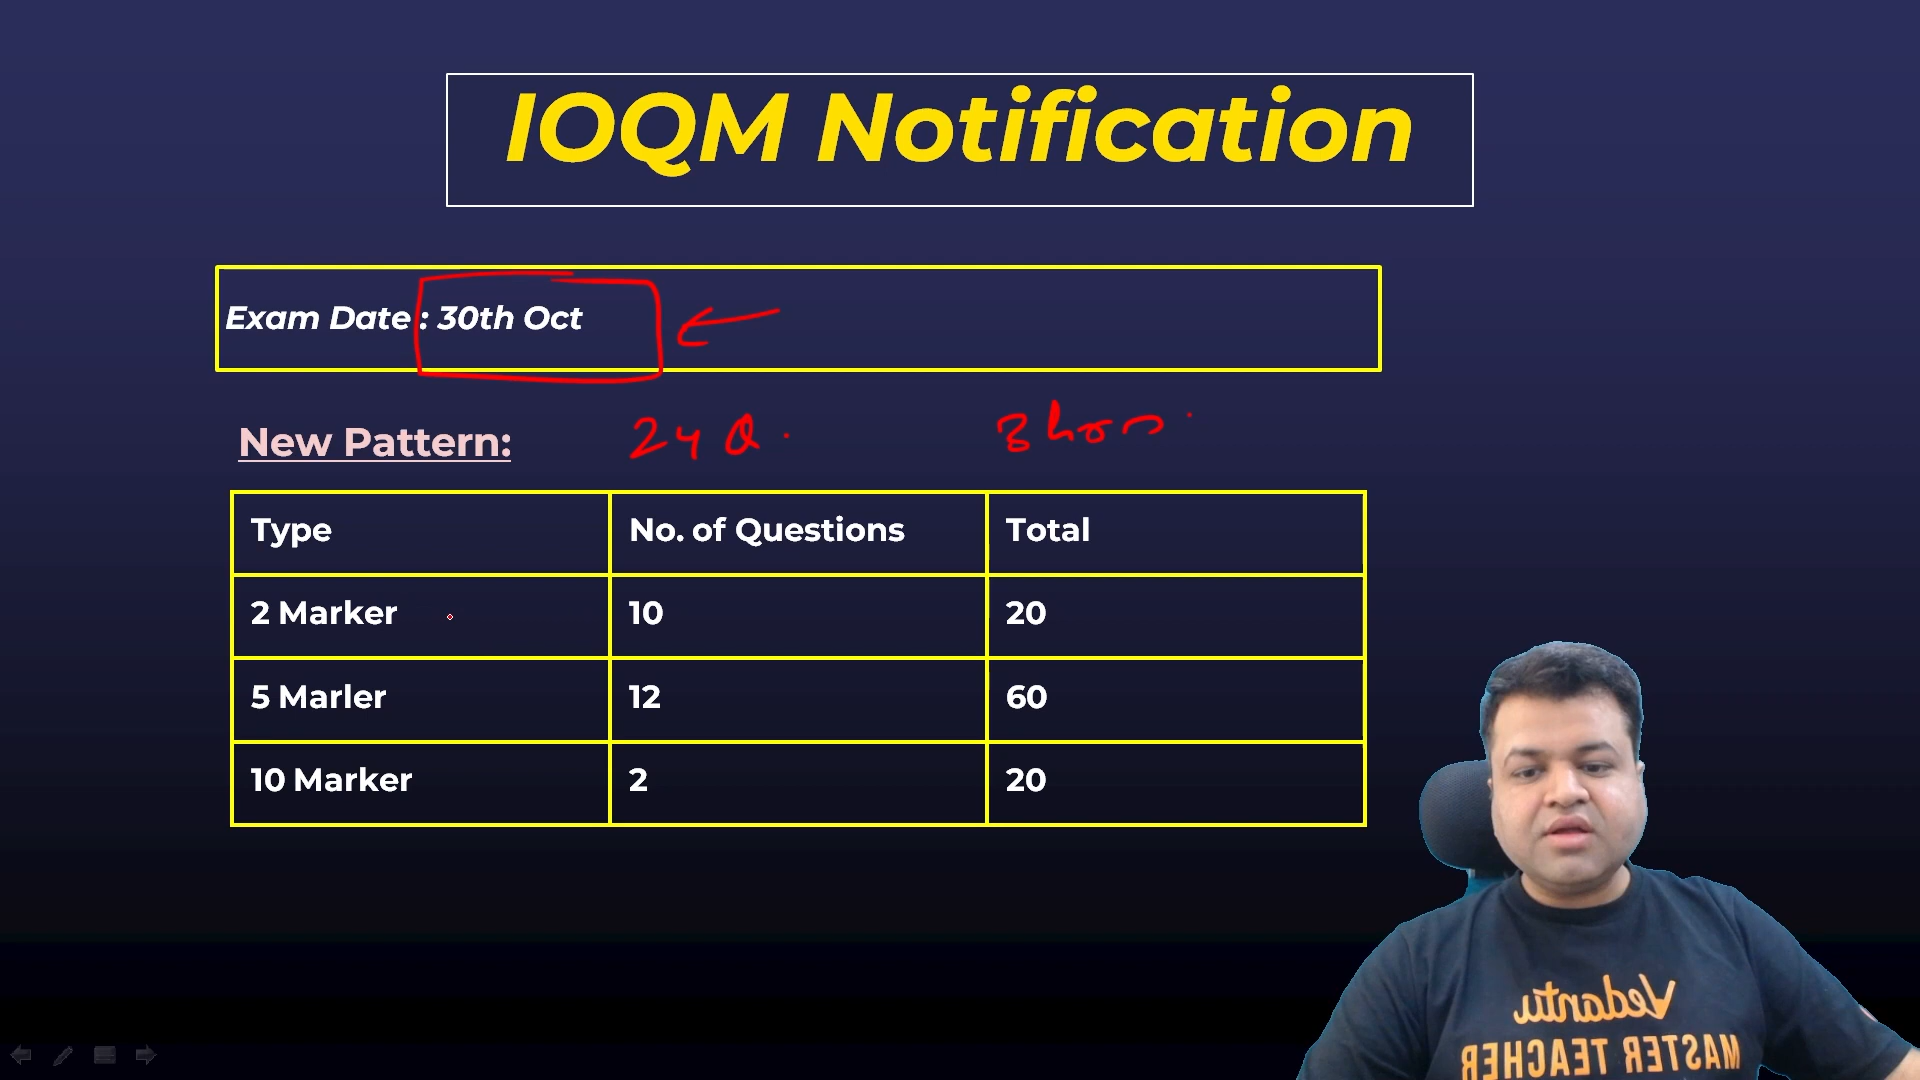 IOQM Notification
Exam Date : 30th Oct
New Pattern: 24 Q. 3 hors.
Type No. of Questions Total
2 Marker 10 20
5 Marler 12 60
10 Marker 2 20
Vedantu
MASTER TEACHER